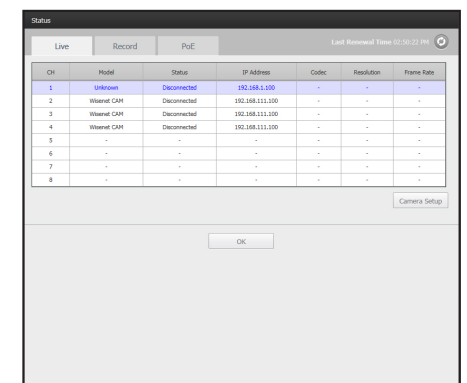 Status
Live Record PoE Last Renewal Time 02:50:22 PM
CH Model Status IP Address Codec Resolution Frame Rate
1 Unknown Disconnected 192.168.1.100 - - -
2 Wisenet CAM Disconnected 192.168.111.100 - - -
3 Wisenet CAM Disconnected 192.168.111.100 - - -
4 Wisenet CAM Disconnected 192.168.111.100 - - -
5 - - - - - -
6 - - - - - -
7 - - - - - -
8 - - - - - -
Camera Setup
OK